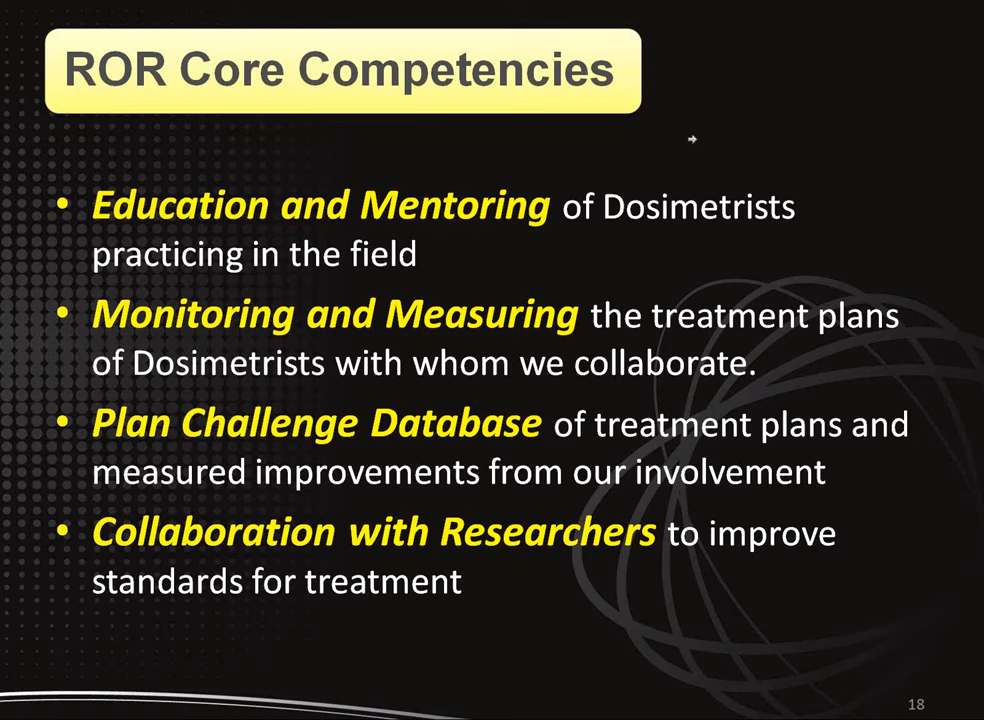 ROR Core Competencies
• Education and Mentoring of Dosimetrists
practicing in the field
• Monitoring and Measuring the treatment plans
of Dosimetrists with whom we collaborate.
• Plan Challenge Database of treatment plans and
measured improvements from our involvement
• Collaboration with Researchers to improve
standards for treatment
18